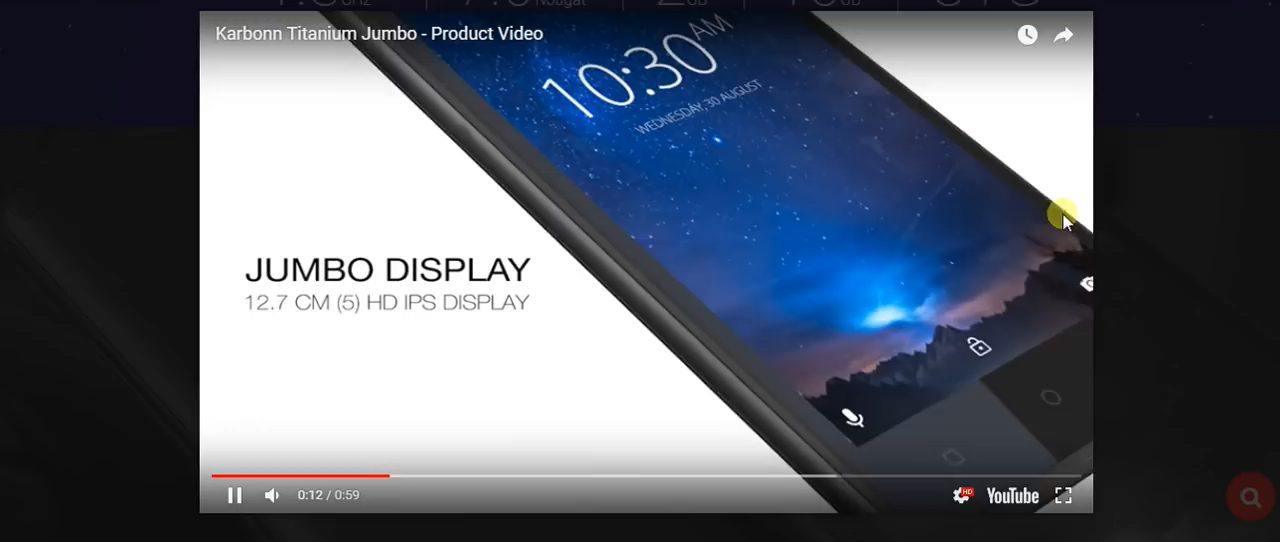 Karbonn Titanium Jumbo - Product Video
10:30 AM
WEDNESDAY, 30 AUGUST
JUMBO DISPLAY
12.7 CM (5) HD IPS DISPLAY
0:12 / 0:59
HD
YouTube